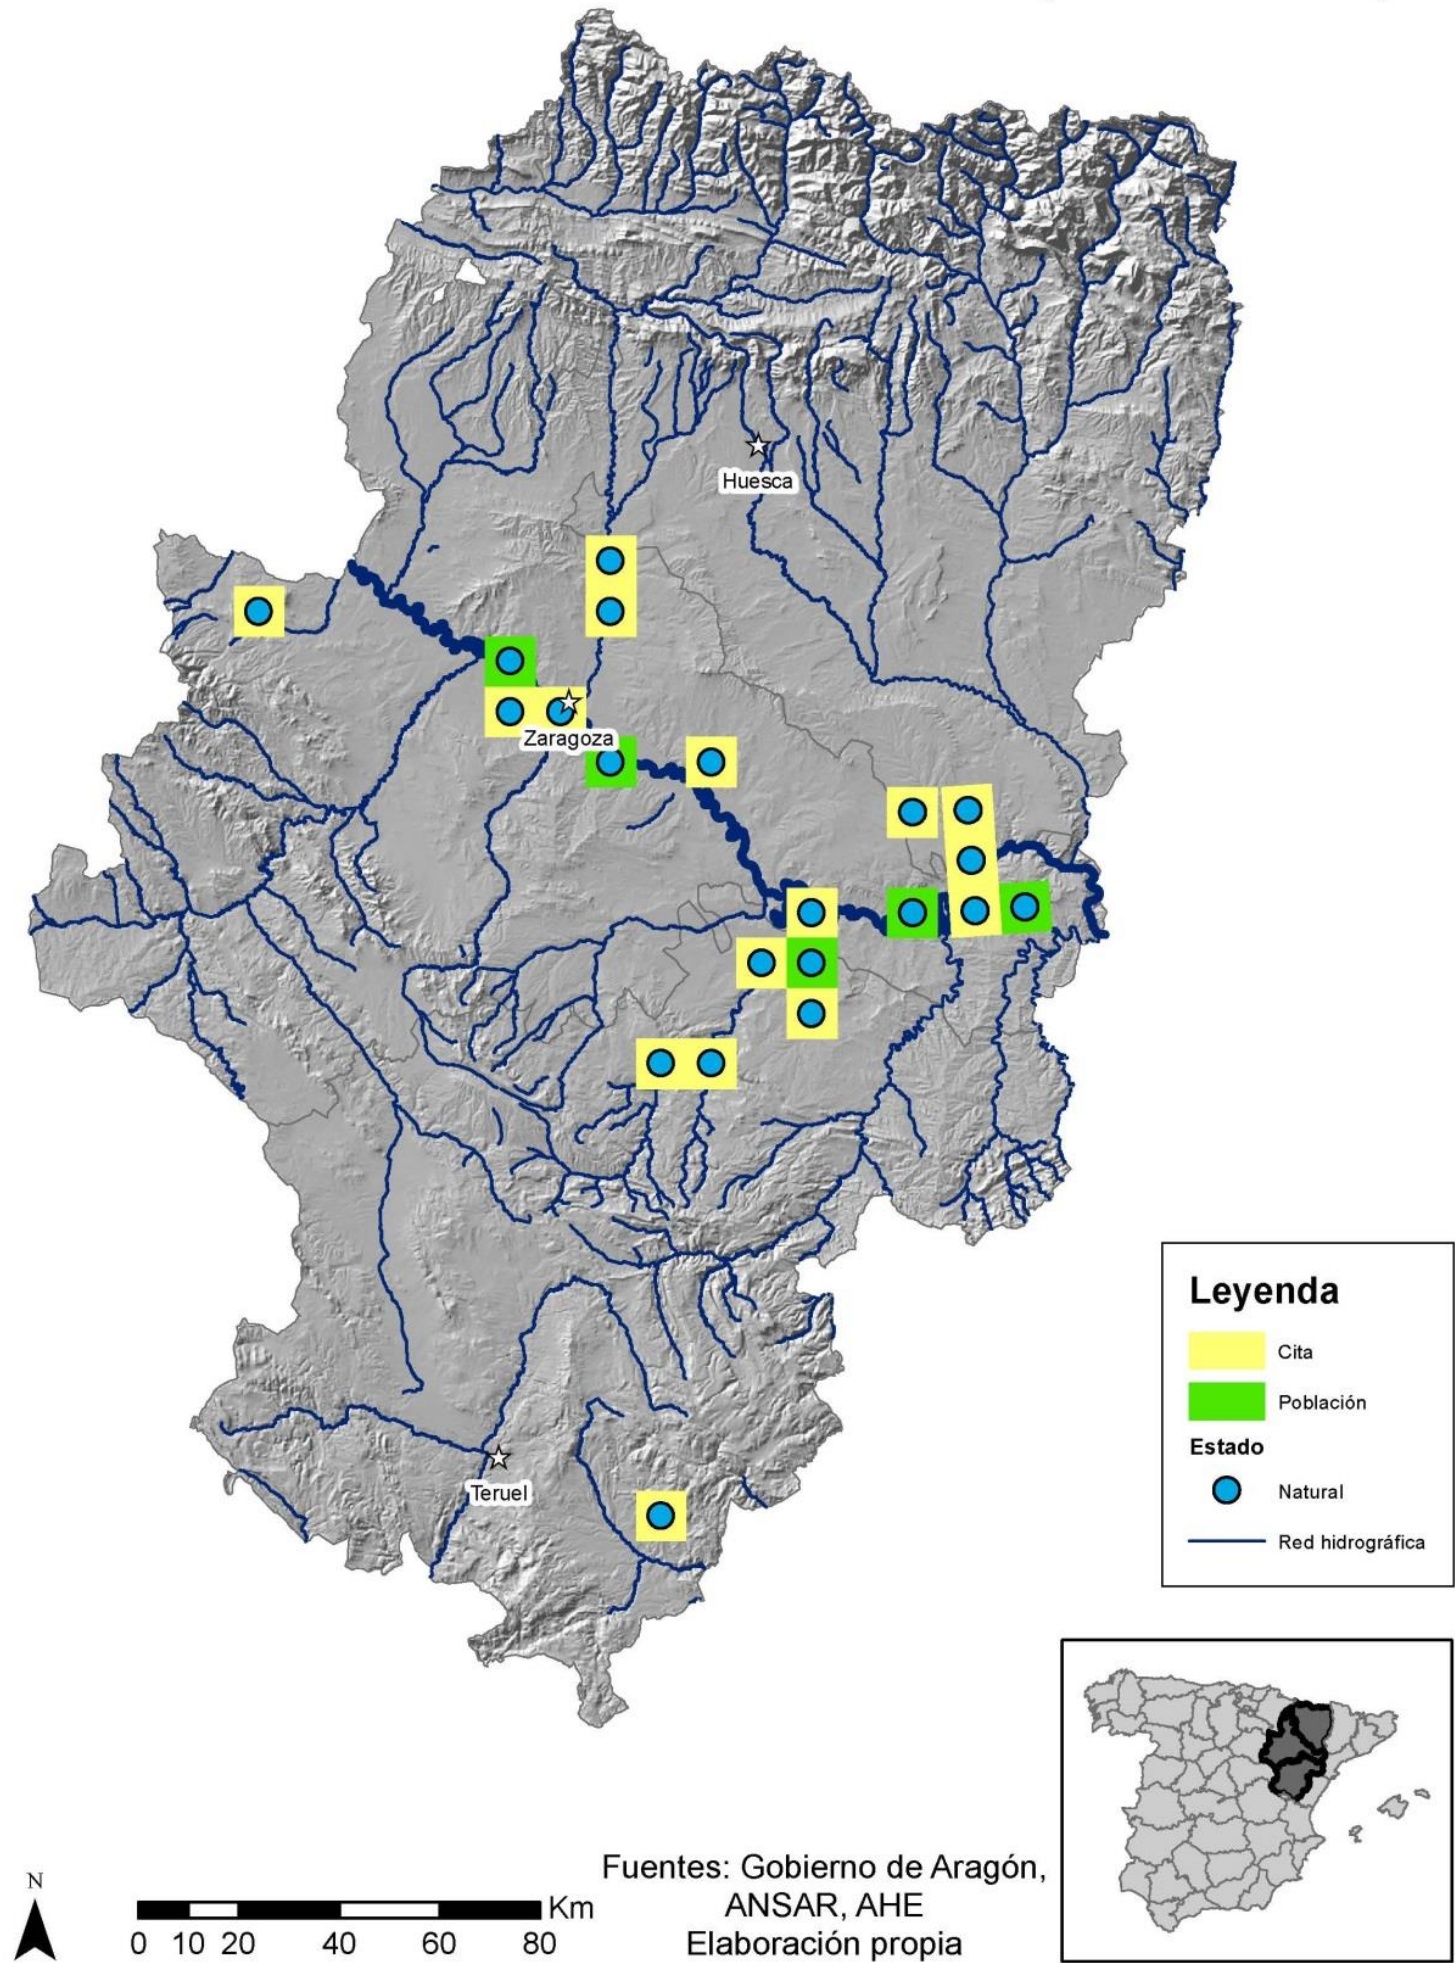 Huesca
Zaragoza
Teruel
Leyenda
Cita
Población
Estado
Natural
Red hidrográfica
N
Km
0 10 20 40 60 80
Fuentes: Gobierno de Aragón,
ANSAR, AHE
Elaboración propia